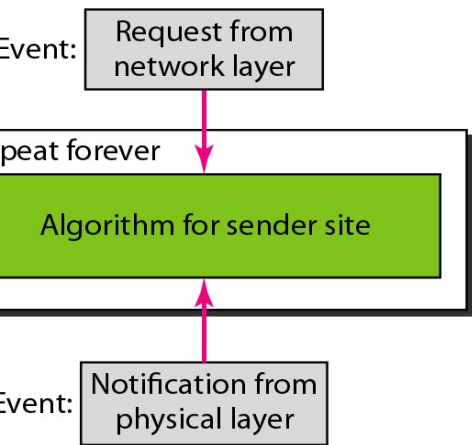 Event:
Request from
network layer
peat forever
Algorithm for sender site
Event:
Notification from
physical layer